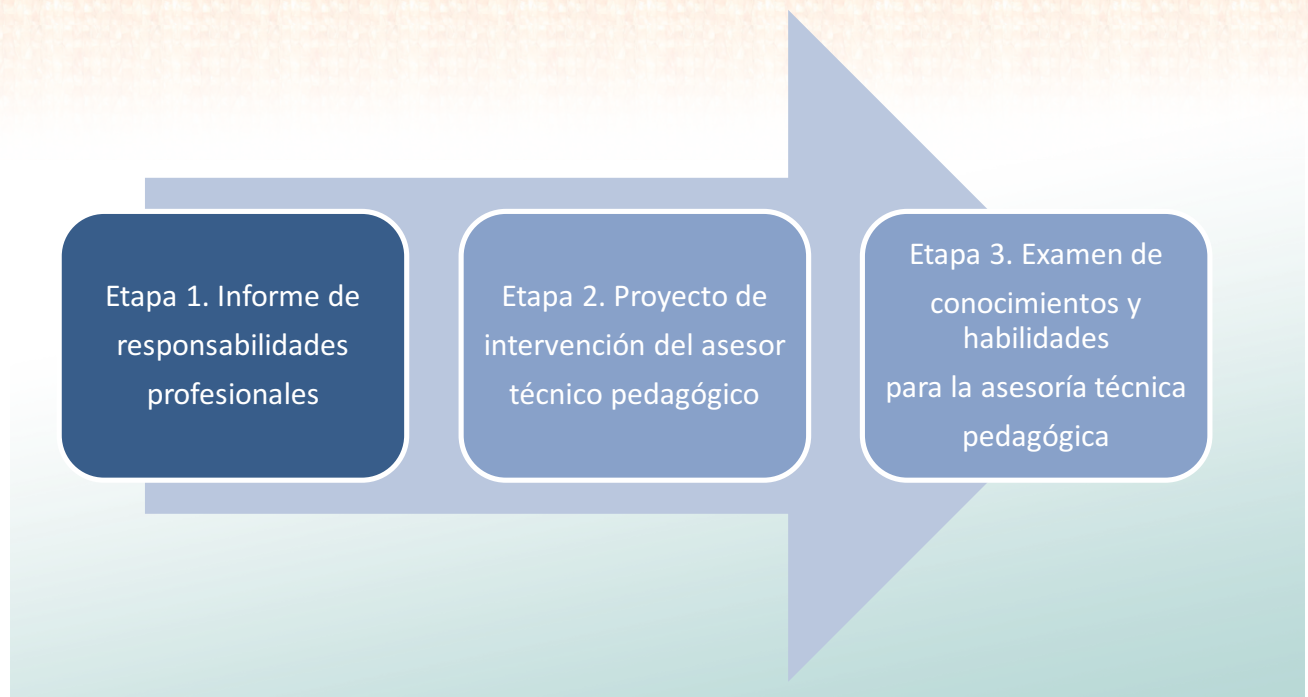 Etapa 1. Informe de
responsabilidades
profesionales
Etapa 2. Proyecto de
intervención del asesor
técnico pedagógico
Etapa 3. Examen de
conocimientos y
habilidades
para la asesoría técnica
pedagógica